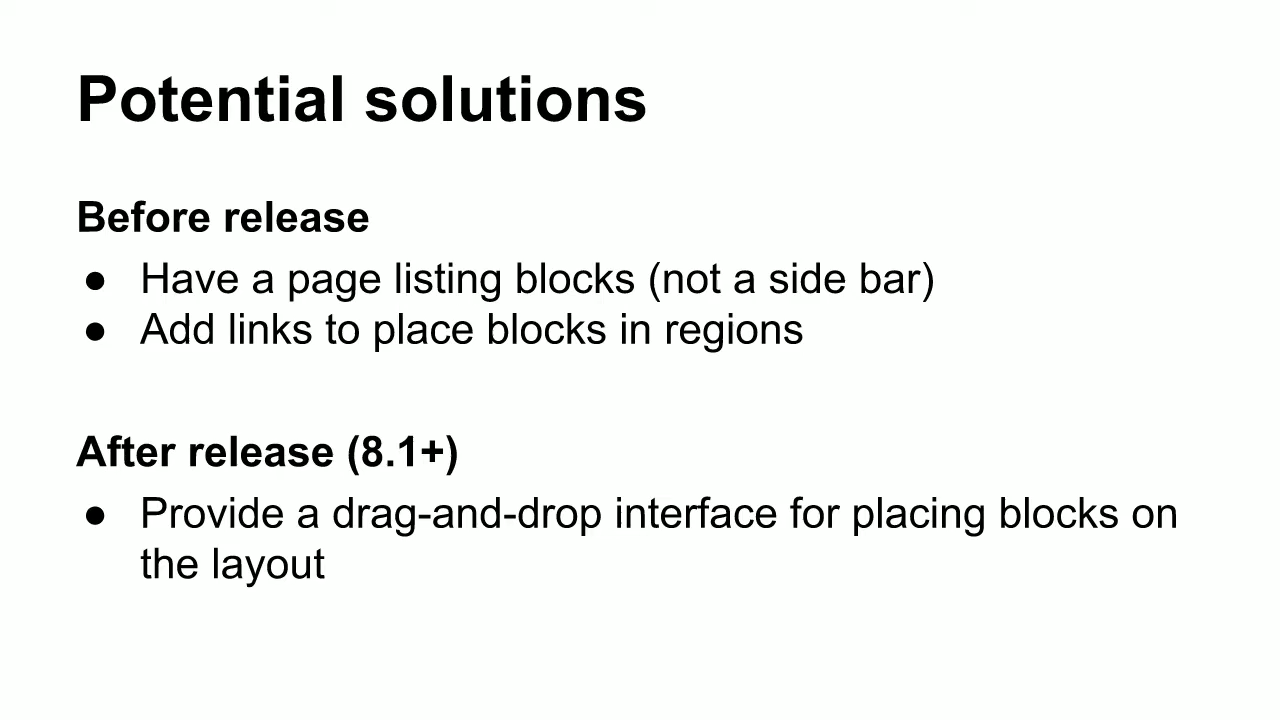 Potential solutions
Before release
● Have a page listing blocks (not a side bar)
● Add links to place blocks in regions
After release (8.1+)
● Provide a drag-and-drop interface for placing blocks on
the layout